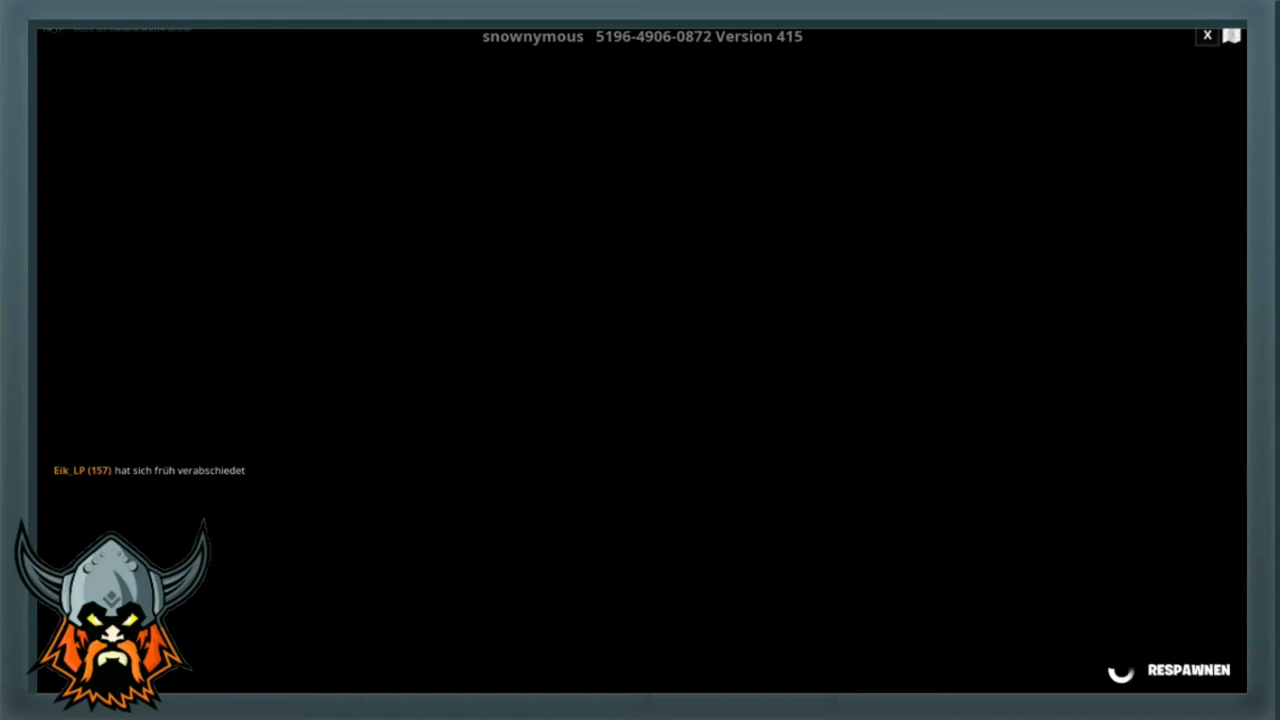 snownymous 5196-4906-0872 Version 415
X
Eik_LP (157) hat sich früh verabschiedet
RESPAWNEN